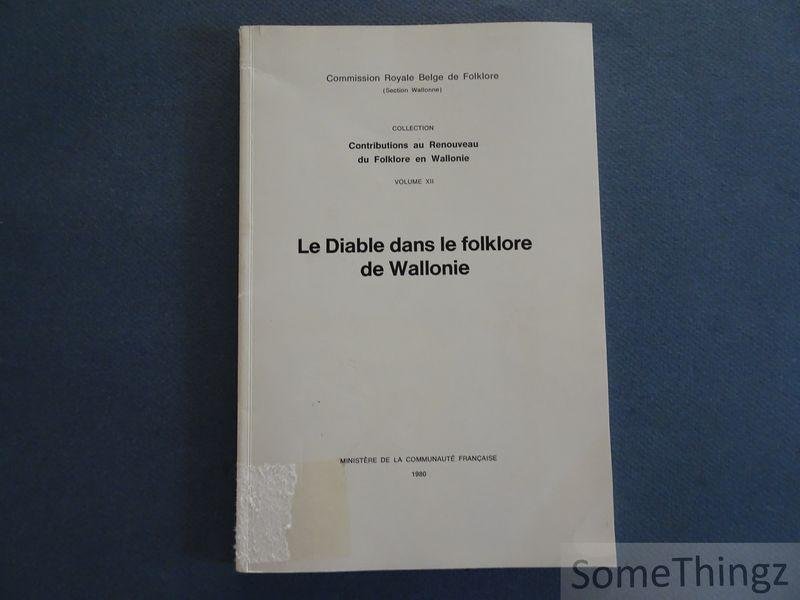 Commission Royale Belge de Folklore
(Section Wallonne)
COLLECTION
Contributions au Renouveau
du Folklore en Wallonie
VOLUME XII
Le Diable dans le folklore
de Wallonie
MINISTÈRE DE LA COMMUNAUTÉ FRANÇAISE
1980
SomeThingz